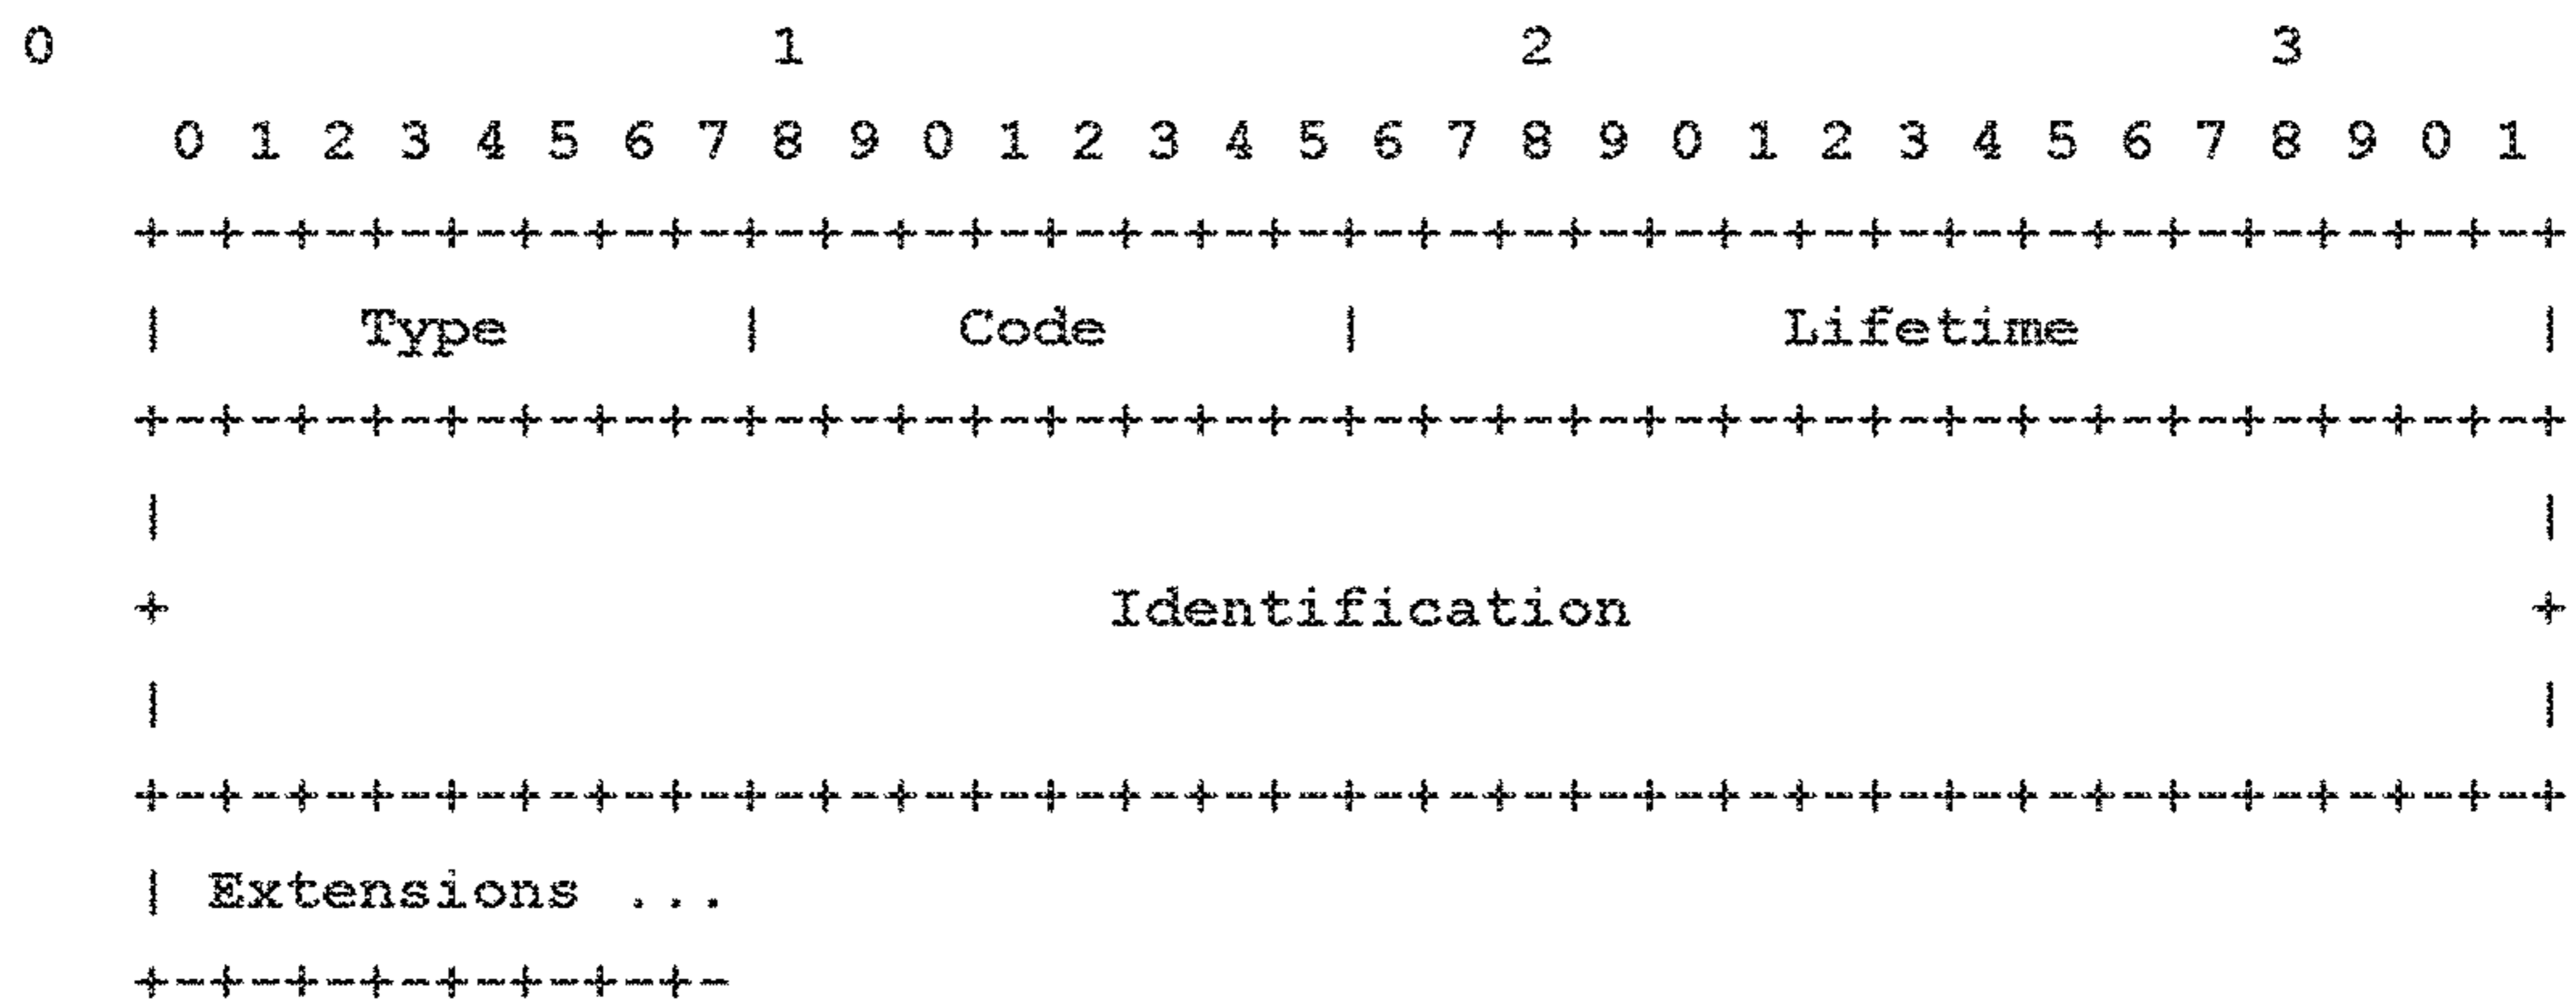 0                   1                   2                   3
    0 1 2 3 4 5 6 7 8 9 0 1 2 3 4 5 6 7 8 9 0 1 2 3 4 5 6 7 8 9 0 1
   +-+-+-+-+-+-+-+-+-+-+-+-+-+-+-+-+-+-+-+-+-+-+-+-+-+-+-+-+-+-+-+-+
   |     Type      |     Code      |           Lifetime            |
   +-+-+-+-+-+-+-+-+-+-+-+-+-+-+-+-+-+-+-+-+-+-+-+-+-+-+-+-+-+-+-+-+
   |                                                               |
   +                         Identification                        +
   |                                                               |
   +-+-+-+-+-+-+-+-+-+-+-+-+-+-+-+-+-+-+-+-+-+-+-+-+-+-+-+-+-+-+-+-+
   | Extensions ...
   +-+-+-+-+-+-+-+-